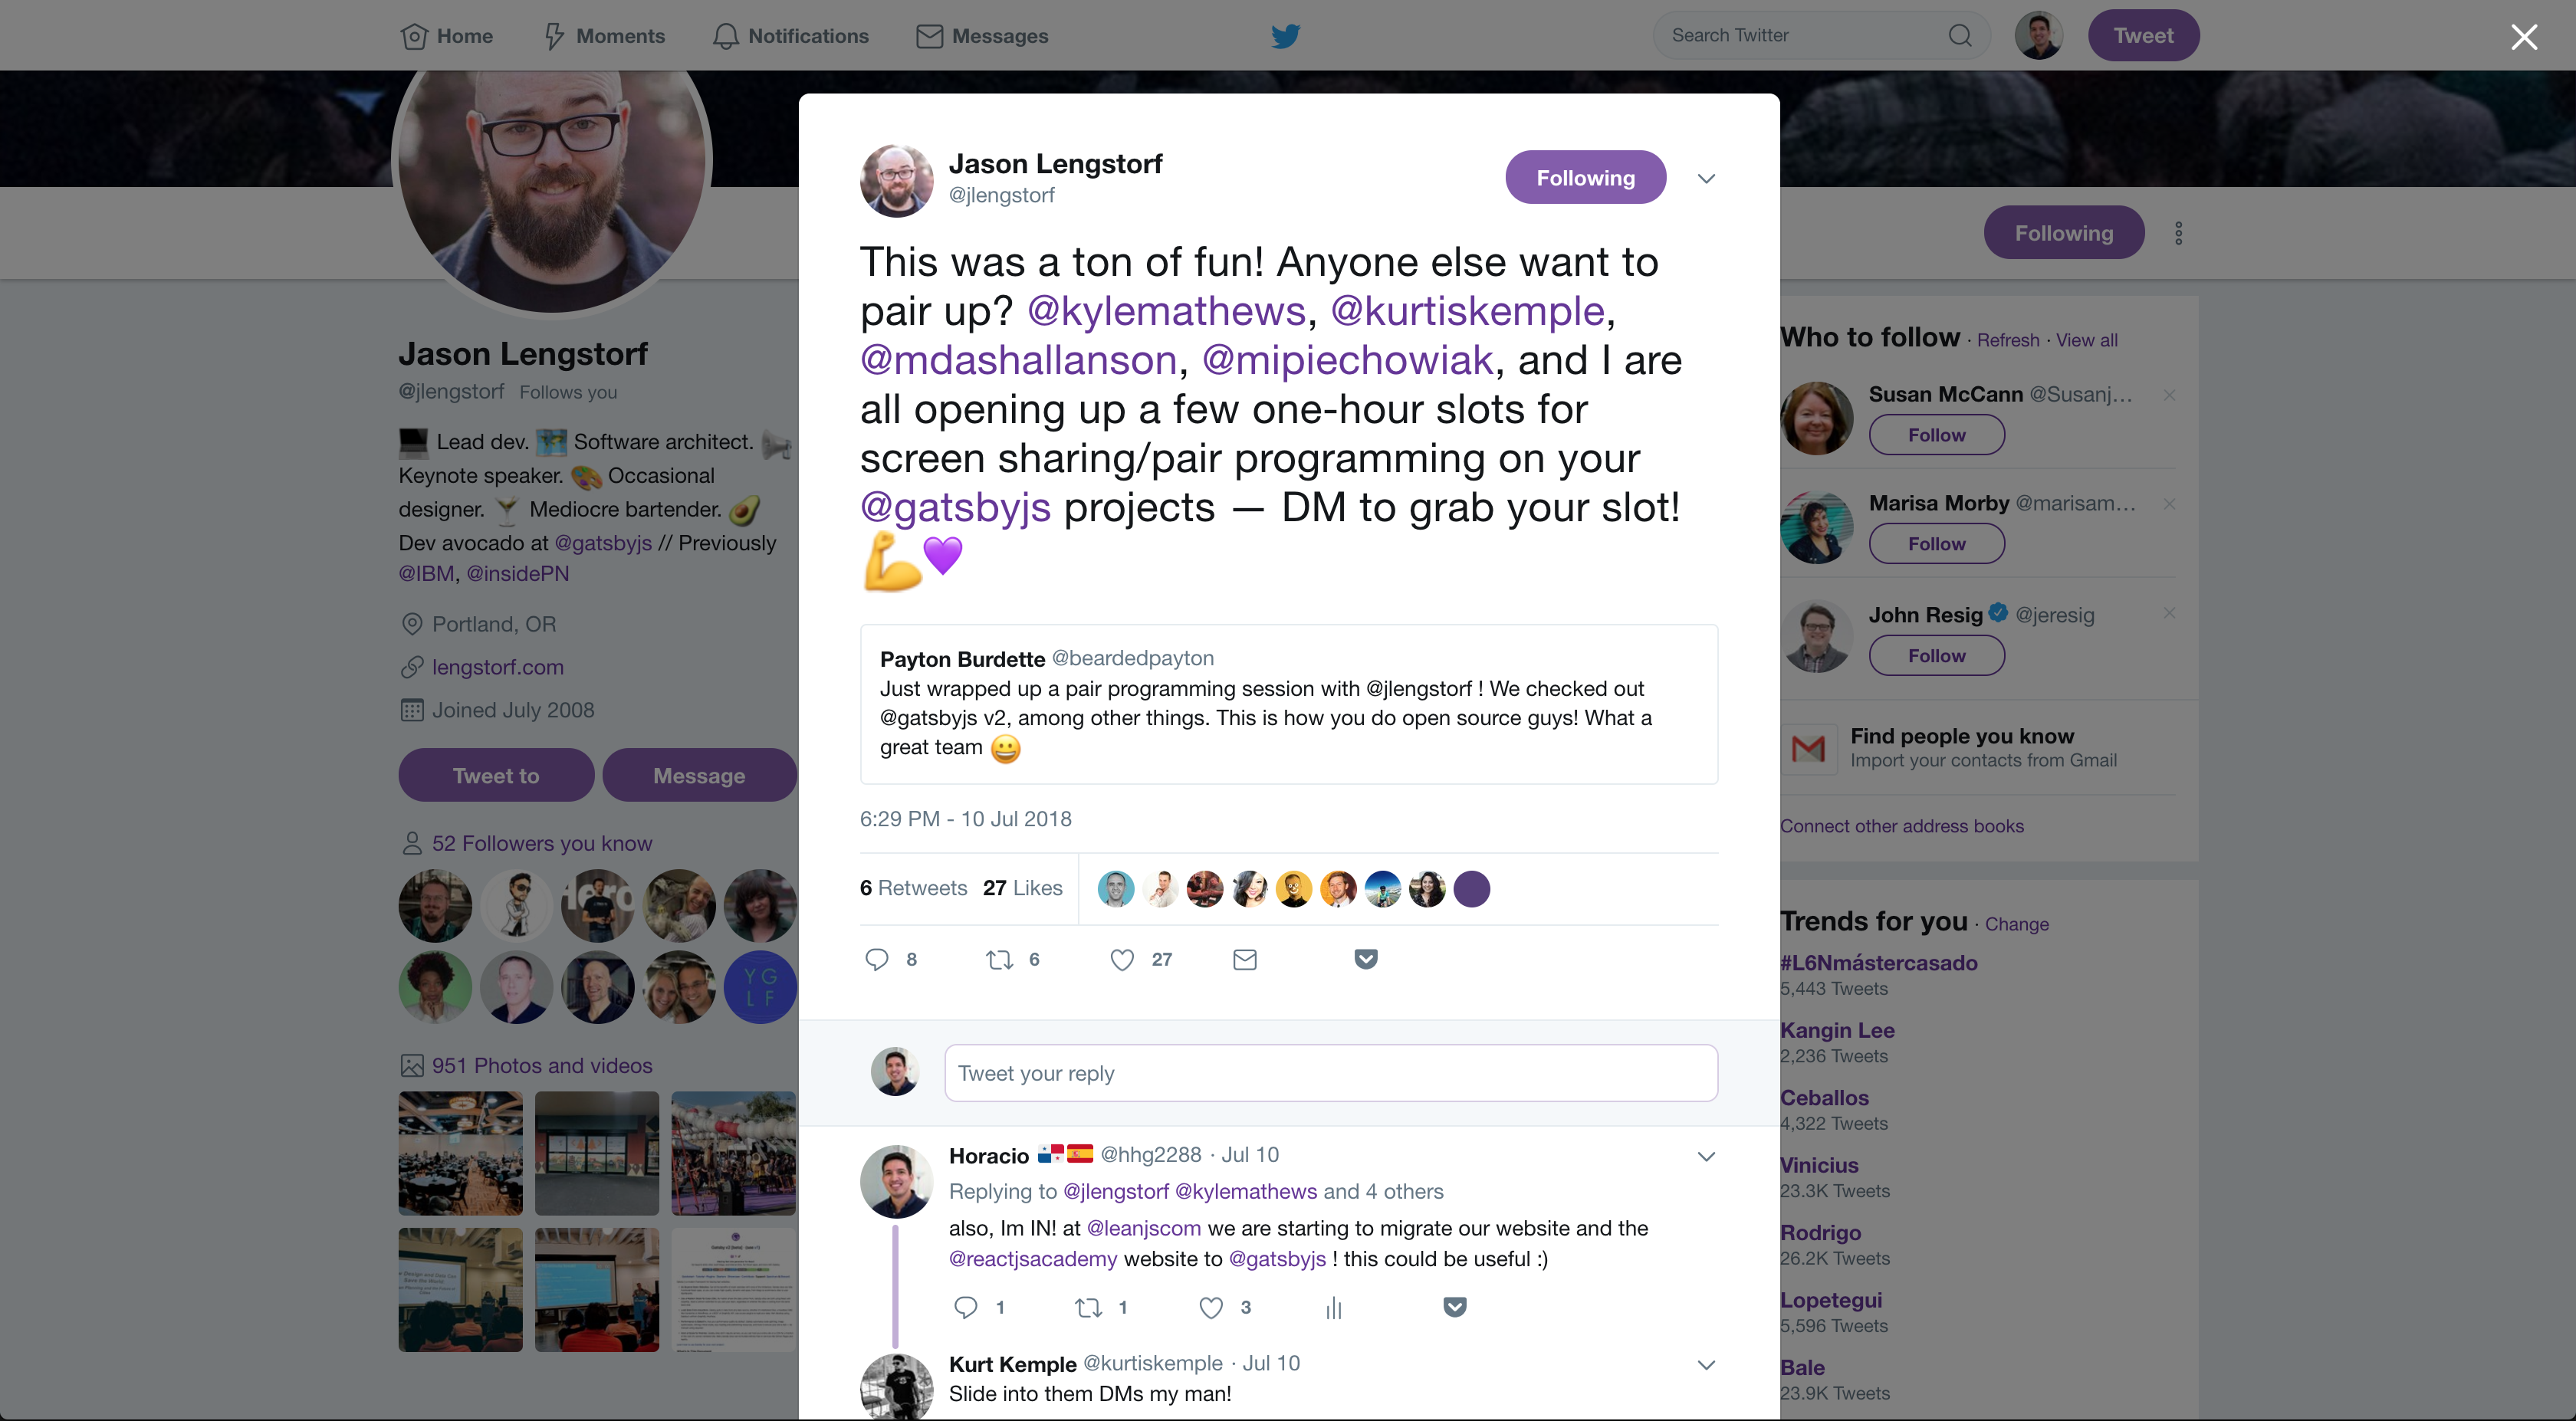 Home
Moments
Notifications
Messages
Search Twitter
Tweet
Following
Jason Lengstorf
@jlengstorf Follows you
💻 Lead dev. 🗺️ Software architect. 📢
Keynote speaker. 🎨 Occasional
designer. 🍸 Mediocre bartender. 🥑
Dev avocado at @gatsbyjs // Previously
@IBM, @insidePN
Portland, OR
lengstorf.com
Joined July 2008
Tweet to
Message
52 Followers you know
YG
LF
951 Photos and videos
Jason Lengstorf
@jlengstorf
Following
This was a ton of fun! Anyone else want to
pair up? @kylemathews, @kurtiskemple,
@mdashallanson, @mipiechowiak, and I are
all opening up a few one-hour slots for
screen sharing/pair programming on your
@gatsbyjs projects — DM to grab your slot!
💪💜
Payton Burdette @beardedpayton
Just wrapped up a pair programming session with @jlengstorf ! We checked out
@gatsbyjs v2, among other things. This is how you do open source guys! What a
great team 😀
6:29 PM - 10 Jul 2018
6 Retweets 27 Likes
8 6 27
Tweet your reply
Horacio 🇵🇦🇪🇸 @hhg2288 · Jul 10
Replying to @jlengstorf @kylemathews and 4 others
also, Im IN! at @leanjscom we are starting to migrate our website and the
@reactjsacademy website to @gatsbyjs ! this could be useful :)
1 1 3
Kurt Kemple @kurtiskemple · Jul 10
Slide into them DMs my man!
Who to follow · Refresh · View all
Susan McCann @Susanj...
Follow
Marisa Morby @marisam...
Follow
John Resig @jeresig
Follow
Find people you know
Import your contacts from Gmail
Connect other address books
Trends for you · Change
#L6Nmástercasado
5,443 Tweets
Kangin Lee
2,236 Tweets
Ceballos
4,322 Tweets
Vinicius
23.3K Tweets
Rodrigo
26.2K Tweets
Lopetegui
5,596 Tweets
Bale
23.9K Tweets